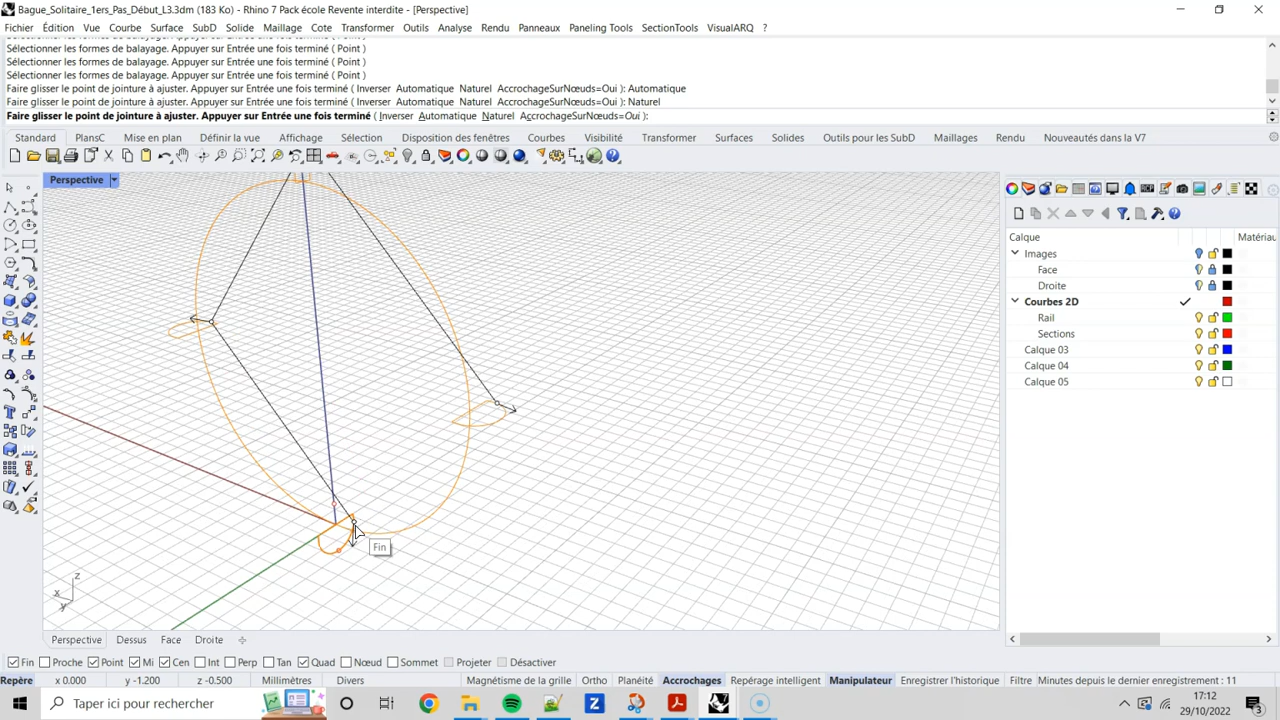 Bague_Solitaire_1ers_Pas_Début_L3.3dm (183 Ko) - Rhino 7 Pack école Revente interdite - [Perspective]
Fichier Édition Vue Courbe Surface SubD Solide Maillage Cote Transformer Outils Analyse Rendu Panneaux Paneling Tools SectionTools VisualARQ ?
Sélectionner les formes de balayage. Appuyer sur Entrée une fois terminé ( Point )
Sélectionner les formes de balayage. Appuyer sur Entrée une fois terminé ( Point )
Sélectionner les formes de balayage. Appuyer sur Entrée une fois terminé ( Point )
Faire glisser le point de jointure à ajuster. Appuyer sur Entrée une fois terminé ( Inverser Automatique Naturel AccrochageSurNœuds=Oui ): Automatique
Faire glisser le point de jointure à ajuster. Appuyer sur Entrée une fois terminé ( Inverser Automatique Naturel AccrochageSurNœuds=Oui ): Naturel
Faire glisser le point de jointure à ajuster. Appuyer sur Entrée une fois terminé ( Inverser Automatique Naturel AccrochageSurNœuds=Oui ):
Standard PlansC Mise en plan Définir la vue Affichage Sélection Disposition des fenêtres Courbes Visibilité Transformer Surfaces Solides Outils pour les SubD Maillages Rendu Nouveautés dans la V7
Perspective
Calque Matériau
Images
Face
Droite
Courbes 2D
Rail
Sections
Calque 03
Calque 04
Calque 05
Fin
z
x
y
Perspective Dessus Face Droite
Fin Proche Point Mi Cen Int Perp Tan Quad Nœud Sommet Projeter Désactiver
Repère x 0.000 y -1.200 z -0.500 Millimètres Divers Magnétisme de la grille Ortho Planéité Accrochages Repérage intelligent Manipulateur Enregistrer l'historique Filtre Minutes depuis le dernier enregistrement : 11
Taper ici pour rechercher
17:12
29/10/2022
3